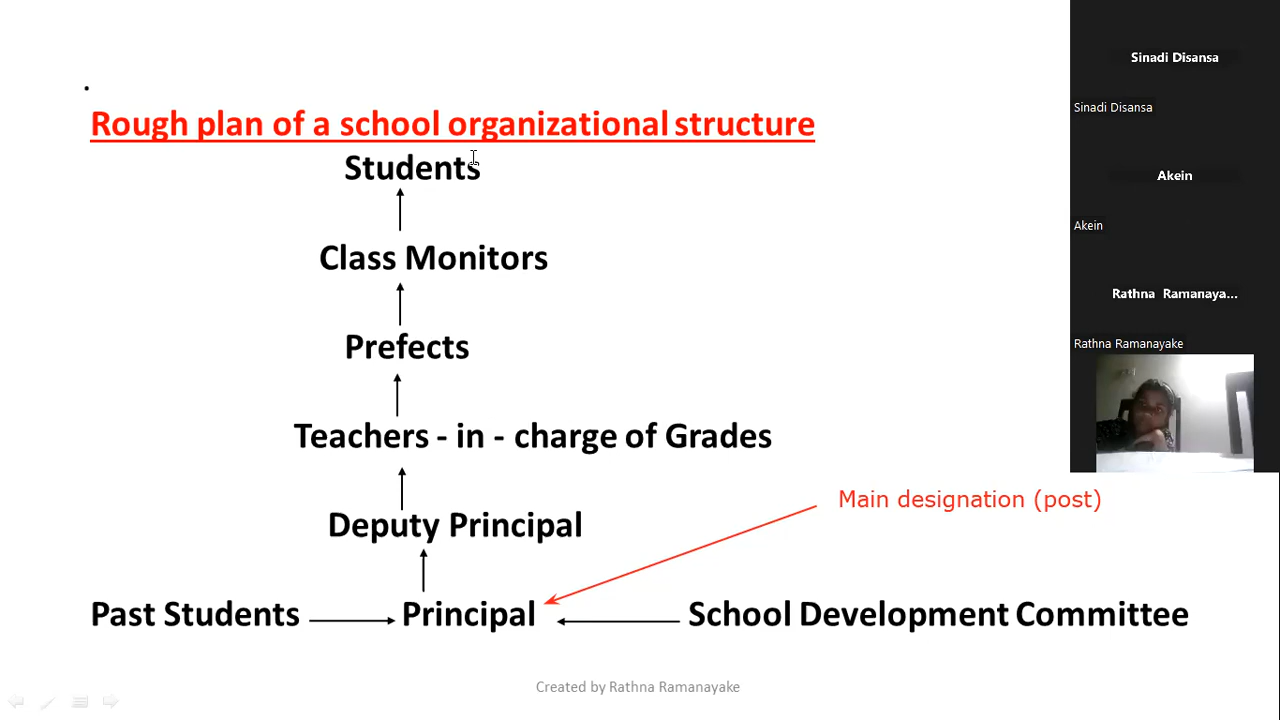 .
Rough plan of a school organizational structure
Students
Class Monitors
Prefects
Teachers - in - charge of Grades
Deputy Principal
Main designation (post)
Past Students Principal School Development Committee
Created by Rathna Ramanayake
Sinadi Disansa
Sinadi Disansa
Akein
Akein
Rathna Ramanaya...
Rathna Ramanayake